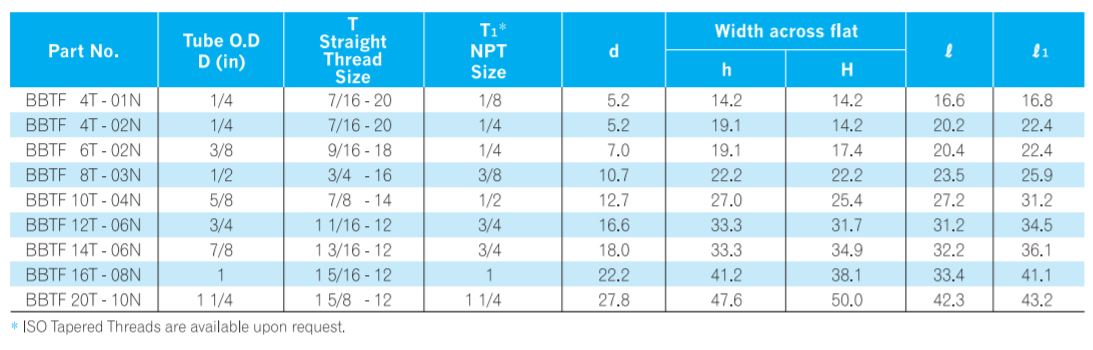 Part No. Tube O.D D (in) T Straight Thread Size T₁* NPT Size d Width across flat h H ℓ ℓ₁
BBTF 4T - 01N 1/4 7/16 - 20 1/8 5.2 14.2 14.2 16.6 16.8
BBTF 4T - 02N 1/4 7/16 - 20 1/4 5.2 19.1 14.2 20.2 22.4
BBTF 6T - 02N 3/8 9/16 - 18 1/4 7.0 19.1 17.4 20.4 22.4
BBTF 8T - 03N 1/2 3/4 - 16 3/8 10.7 22.2 22.2 23.5 25.9
BBTF 10T - 04N 5/8 7/8 - 14 1/2 12.7 27.0 25.4 27.2 31.2
BBTF 12T - 06N 3/4 1 1/16 - 12 3/4 16.6 33.3 31.7 31.2 34.5
BBTF 14T - 06N 7/8 1 3/16 - 12 3/4 18.0 33.3 34.9 32.2 36.1
BBTF 16T - 08N 1 1 5/16 - 12 1 22.2 41.2 38.1 33.4 41.1
BBTF 20T - 10N 1 1/4 1 5/8 - 12 1 1/4 27.8 47.6 50.0 42.3 43.2
* ISO Tapered Threads are available upon request.